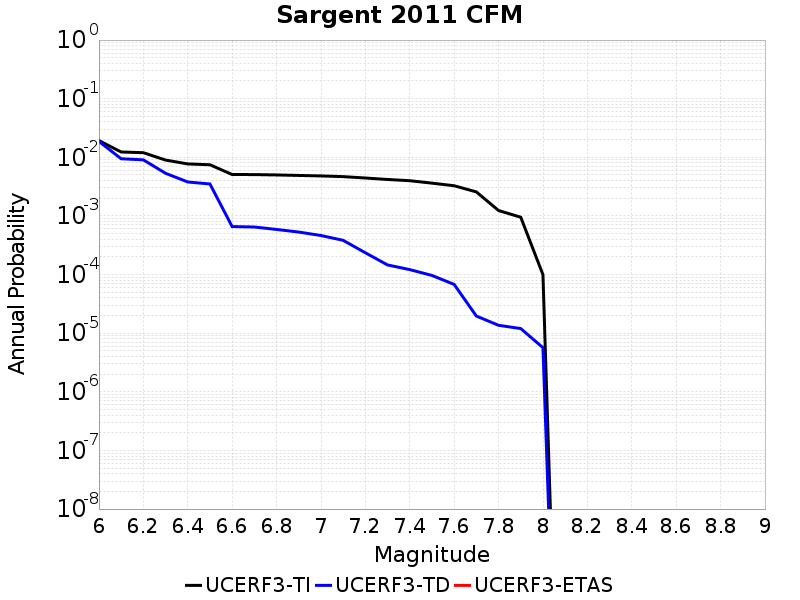 Sargent 2011 CFM
10^0
10^-1
10^-2
10^-3
10^-4
10^-5
10^-6
10^-7
10^-8
Annual Probability
6 6.2 6.4 6.6 6.8 7 7.2 7.4 7.6 7.8 8 8.2 8.4 8.6 8.8 9
Magnitude
UCERF3-TI UCERF3-TD UCERF3-ETAS